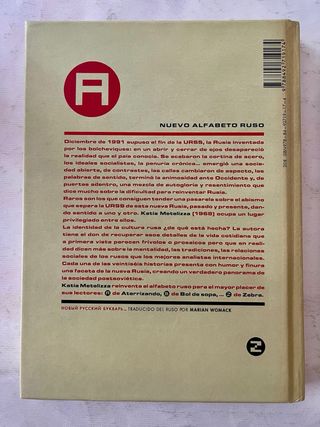 A
NUEVO ALFABETO RUSO
Diciembre de 1991 supuso el fin de la URSS, la Rusia inventada
por los bolcheviques: en un abrir y cerrar de ojos desapareció
la realidad que el país conocía. Se acabaron la cortina de acero,
los ideales socialistas, la penuria crónica... emergió una socie-
dad abierta, de contrastes, las calles cambiaron de aspecto, las
palabras de sentido, terminó la animosidad ante Occidente y, de
puertas adentro, una mezcla de autogloria y resentimiento que
dice mucho sobre la dificultad para reinventar Rusia.
Raros son los que consiguen tender una pasarela sobre el abismo
que separa la URSS de esta nueva Rusia, pasado y presente, dan-
do sentido a uno y otro. Katia Metelizza (1968) ocupa un lugar
privilegiado entre ellos.
La identidad de la cultura rusa ¿de qué está hecha? La autora
tiene el don de recuperar esos detalles de la vida cotidiana que
a primera vista parecen frívolos o prosaicos pero que en reali-
dad dicen más sobre la mentalidad, las tradiciones, las relaciones
sociales de los rusos que los mejores analistas internacionales.
Cada una de las veintiséis historias presenta con humor y finura
una faceta de la nueva Rusia, creando un verdadero panorama de
la sociedad postsoviética.
Katia Metelizza reinventa el alfabeto ruso para el mayor placer de
sus lectores: A de Aterrizando, B de Bol de sopa, ... Z de Zebra.
НОВЫЙ РУССКИЙ БУКВАРЬ_ TRADUCIDO DEL RUSO POR MARIAN WOMACK
Z